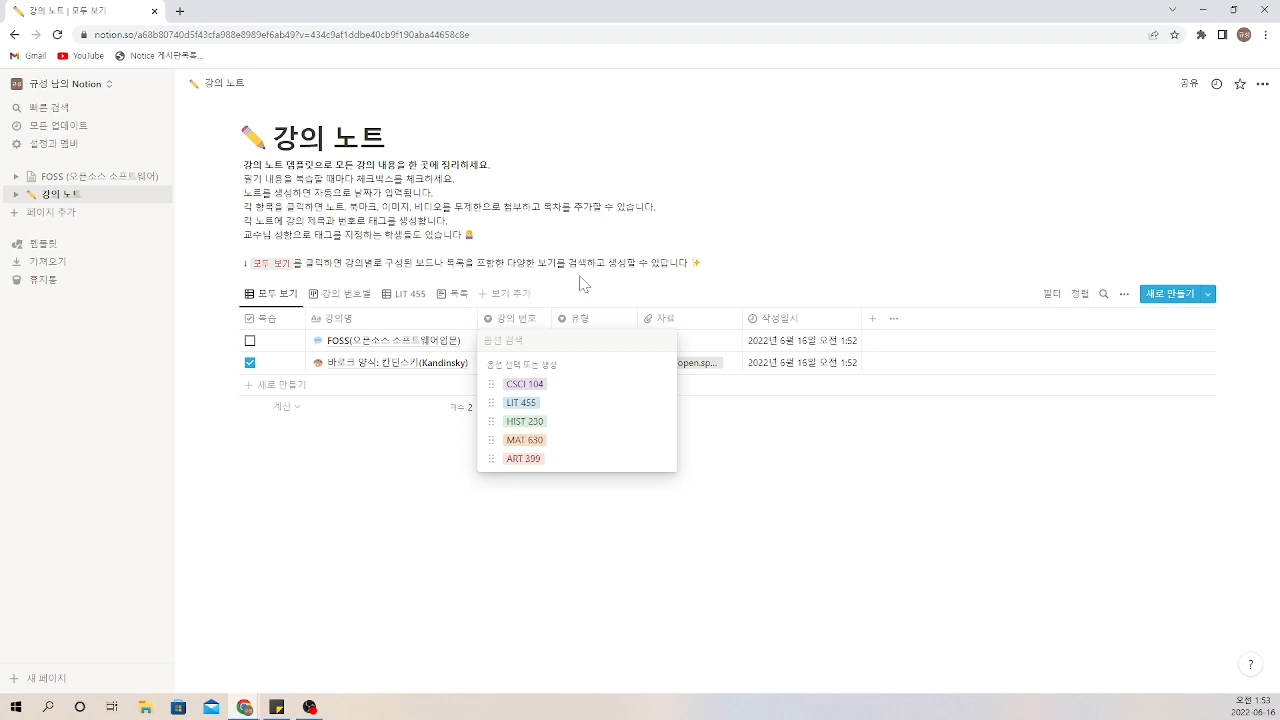 강의 노트 | 모두 보기
notion.so/a68b80740d5f43cfa988e8989ef6ab49?v=434c9af1ddbe40cb9f190aba44658c8e
Gmail YouTube Notice 게시판목록...
규성 남의 Notion
강의 노트
공유
빠른 검색
모든 업데이트
설정과 멤버
FOSS (오픈소스 소프트웨어)
강의 노트
페이지 추가
템플릿
가져오기
휴지통
강의 노트
강의 노트 템플릿으로 모든 강의 내용을 한 곳에 정리하세요.
필기 내용을 복습할 때마다 체크박스를 체크하세요.
노트를 생성하면 자동으로 날짜가 입력됩니다.
각 항목을 클릭하면 노트, 북마크, 이미지, 비디오를 무제한으로 첨부하고 목차를 추가할 수 있습니다.
각 노트에 강의 제목과 번호로 태그를 생성합니다.
교수님 성함으로 태그를 지정하는 학생들도 있습니다
↓ 모두 보기 를 클릭하면 강의별로 구성된 보드나 목록을 포함한 다양한 보기를 검색하고 생성할 수 있답니다
모두 보기 강의 번호별 LIT 455 목록 + 보기 추가 필터 정렬 새로 만들기
복습 Aa 강의명 강의 번호 유형 자료 작성일시
FOSS(오픈소스 소프트웨어입문) 옵션 검색 2022년 6월 16일 오전 1:52
바로크 양식: 칸딘스키(Kandinsky) open.sp... 2022년 6월 16일 오전 1:52
옵션 선택 또는 생성
+ 새로 만들기
계산 개수 2
CSCI 104
LIT 455
HIST 230
MAT 630
ART 399
+ 새 페이지
?
오전 1:53
2022-06-16